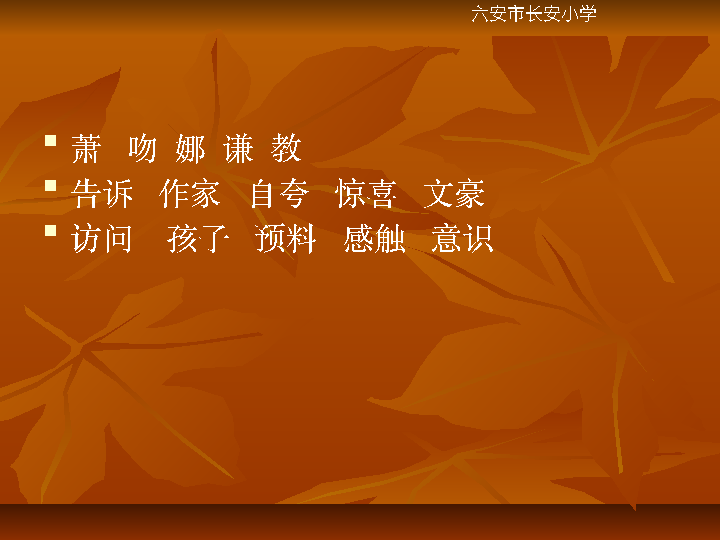 六安市长安小学
萧 吻 娜 谦 教
告诉 作家 自夸 惊喜 文豪
访问 孩了 预料 感触 意识